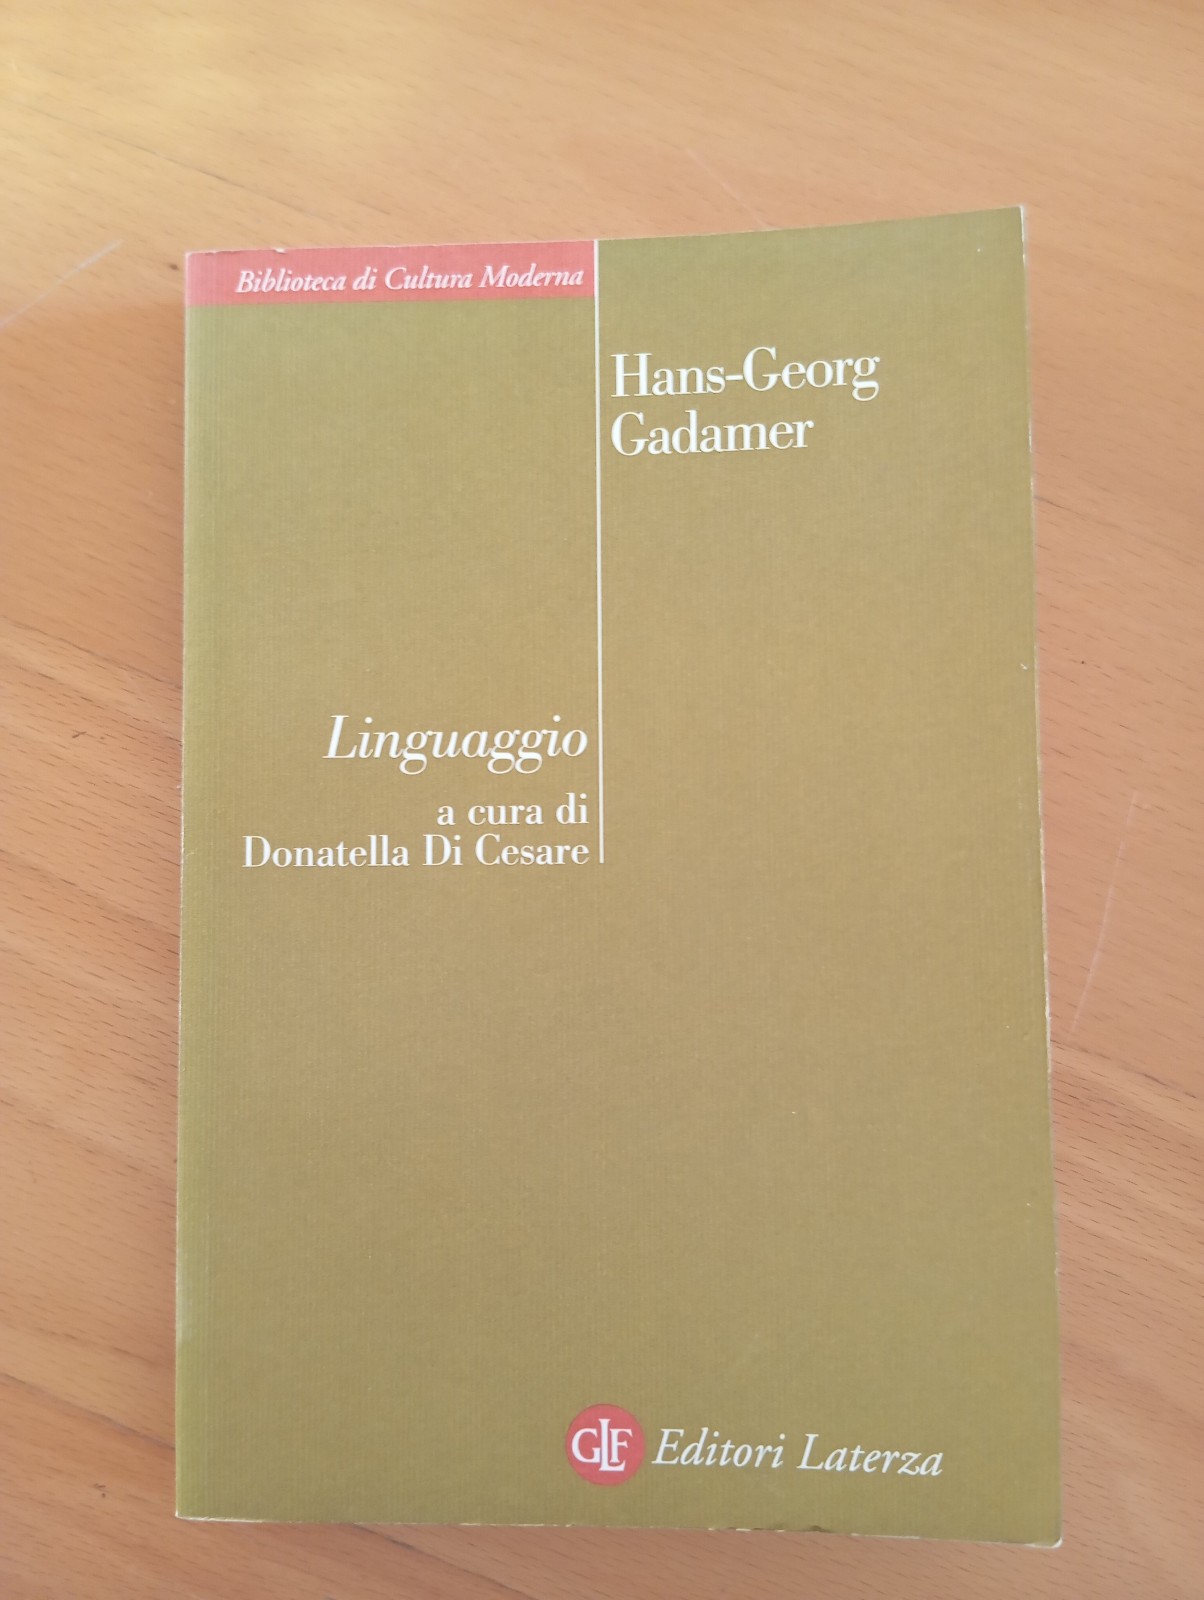 Biblioteca di Cultura Moderna
Hans-Georg
Gadamer
Linguaggio
a cura di
Donatella Di Cesare
GLF Editori Laterza